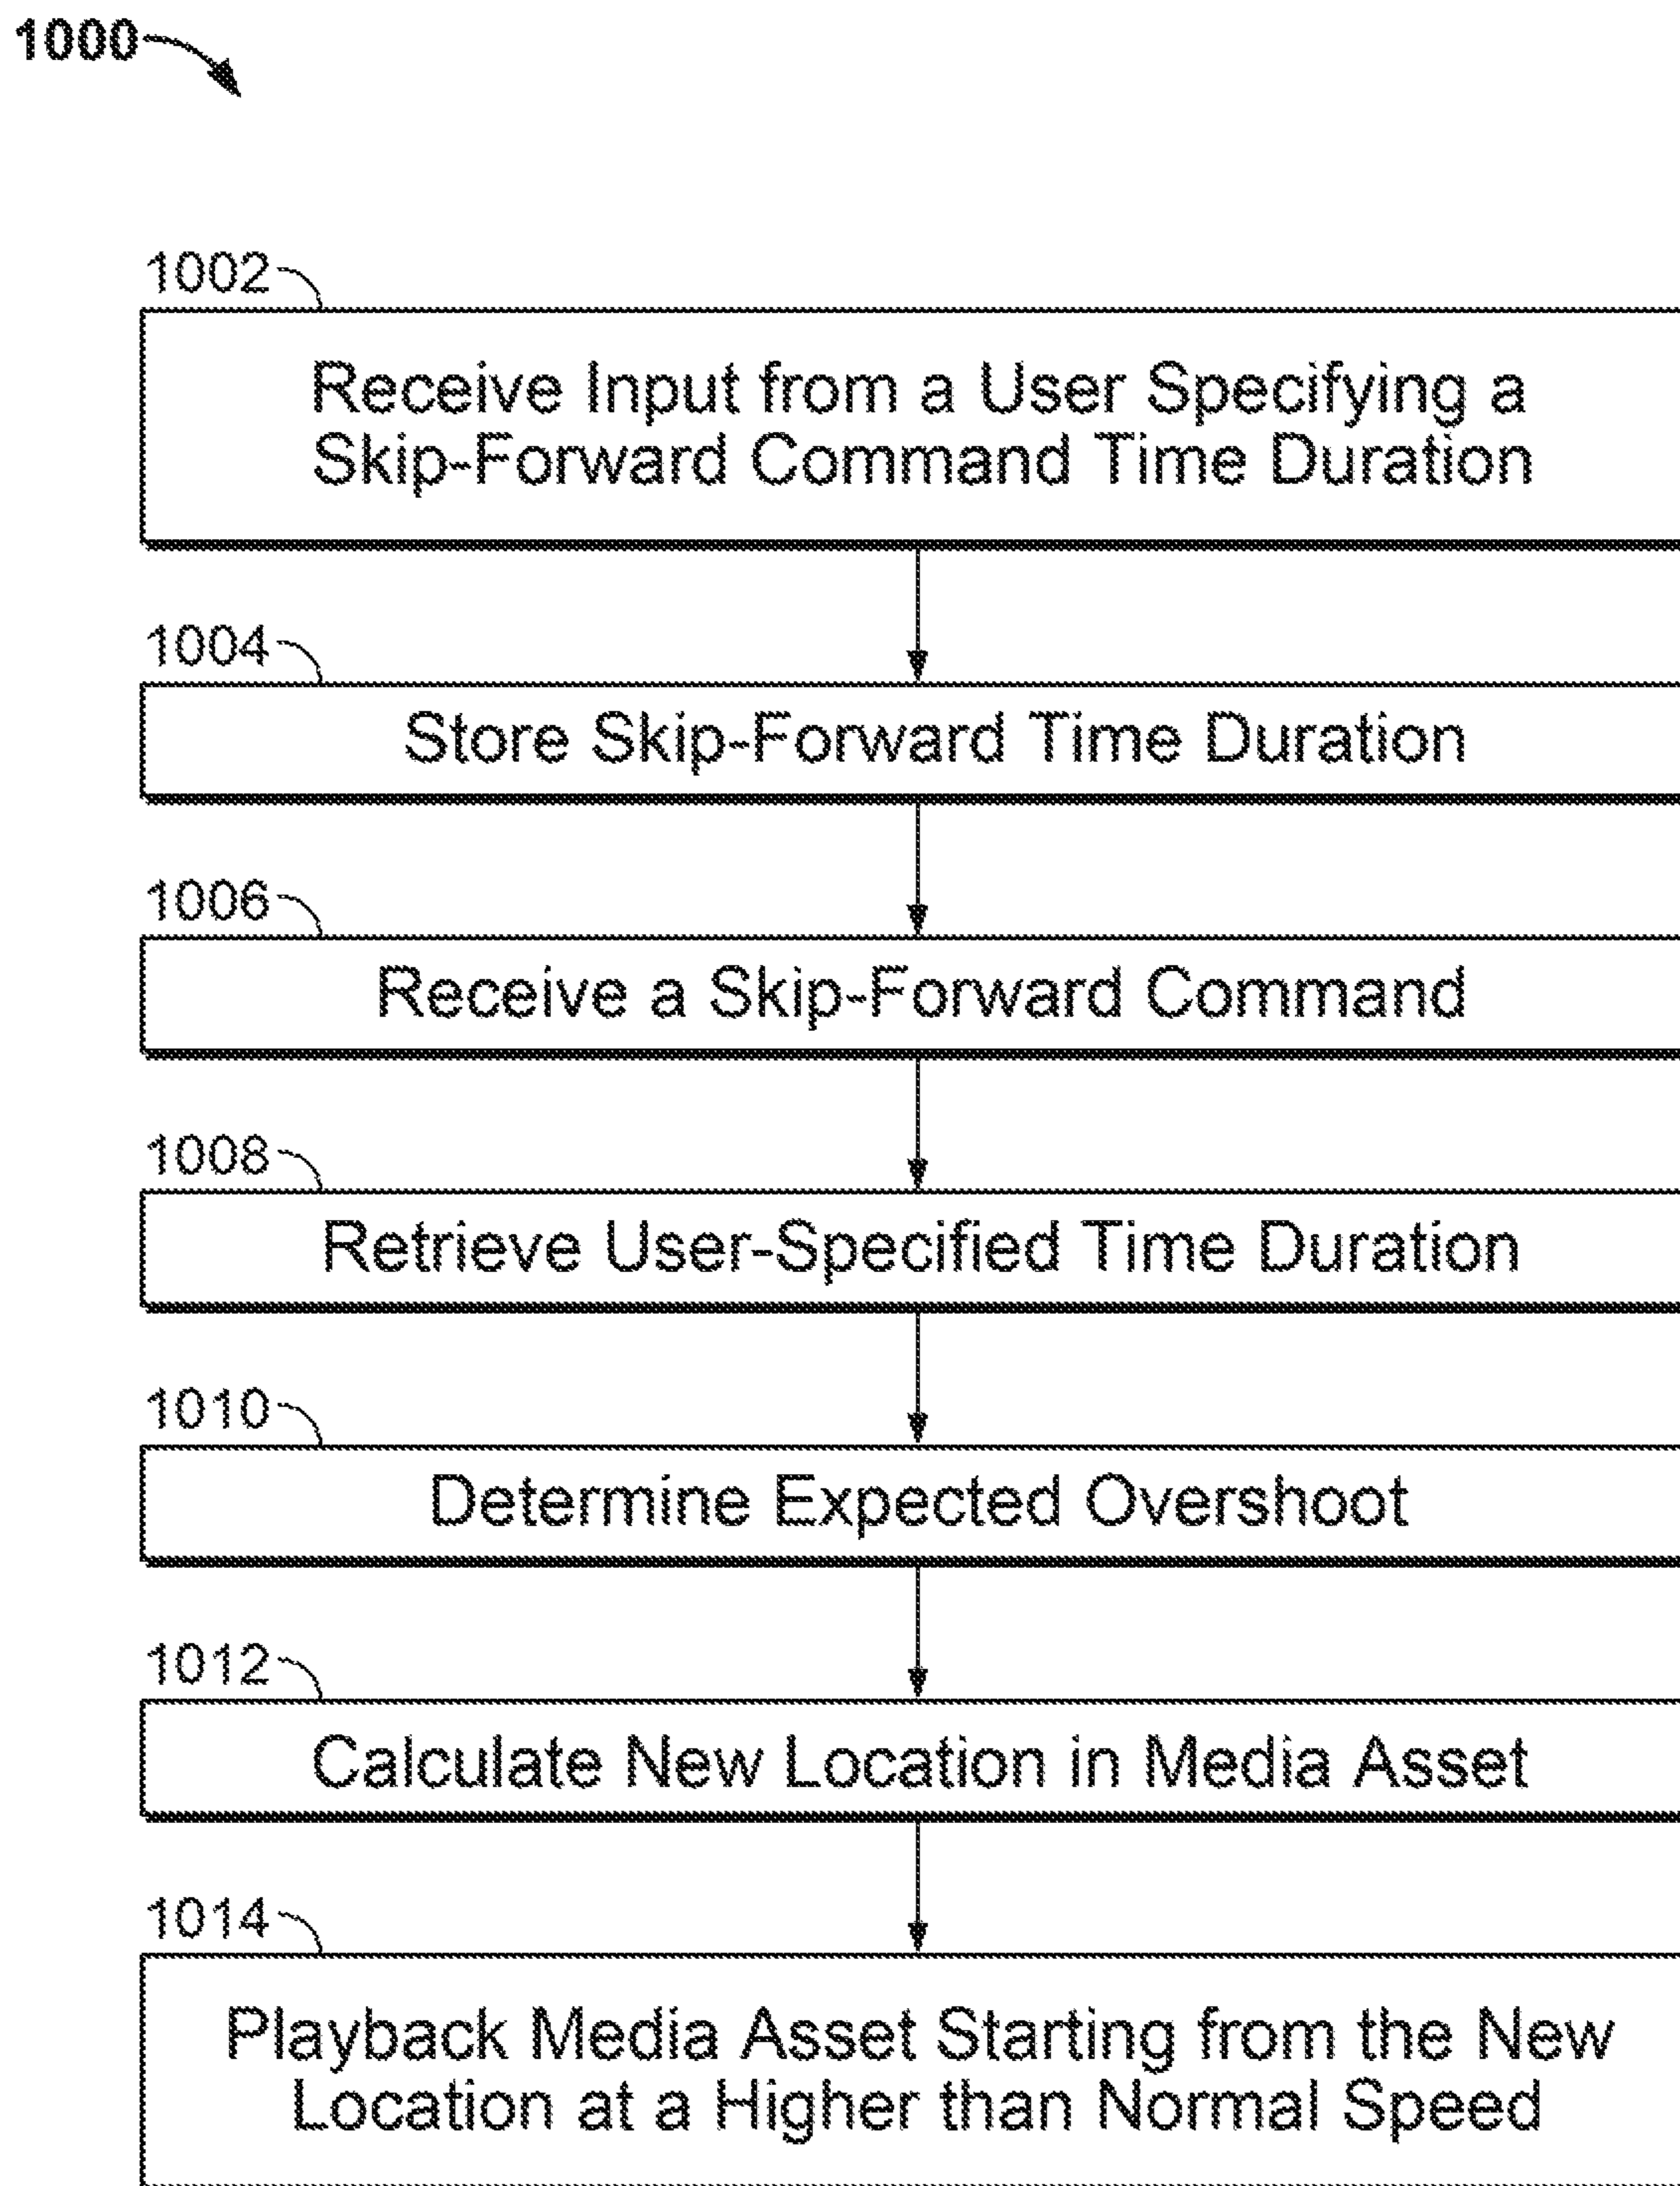 1000
1002
Receive Input from a User Specifying a
Skip-Forward Command Time Duration
1004
Store Skip-Forward Time Duration
1006
Receive a Skip-Forward Command
1008
Retrieve User-Specified Time Duration
1010
Determine Expected Overshoot
1012
Calculate New Location in Media Asset
1014
Playback Media Asset Starting from the New
Location at a Higher than Normal Speed